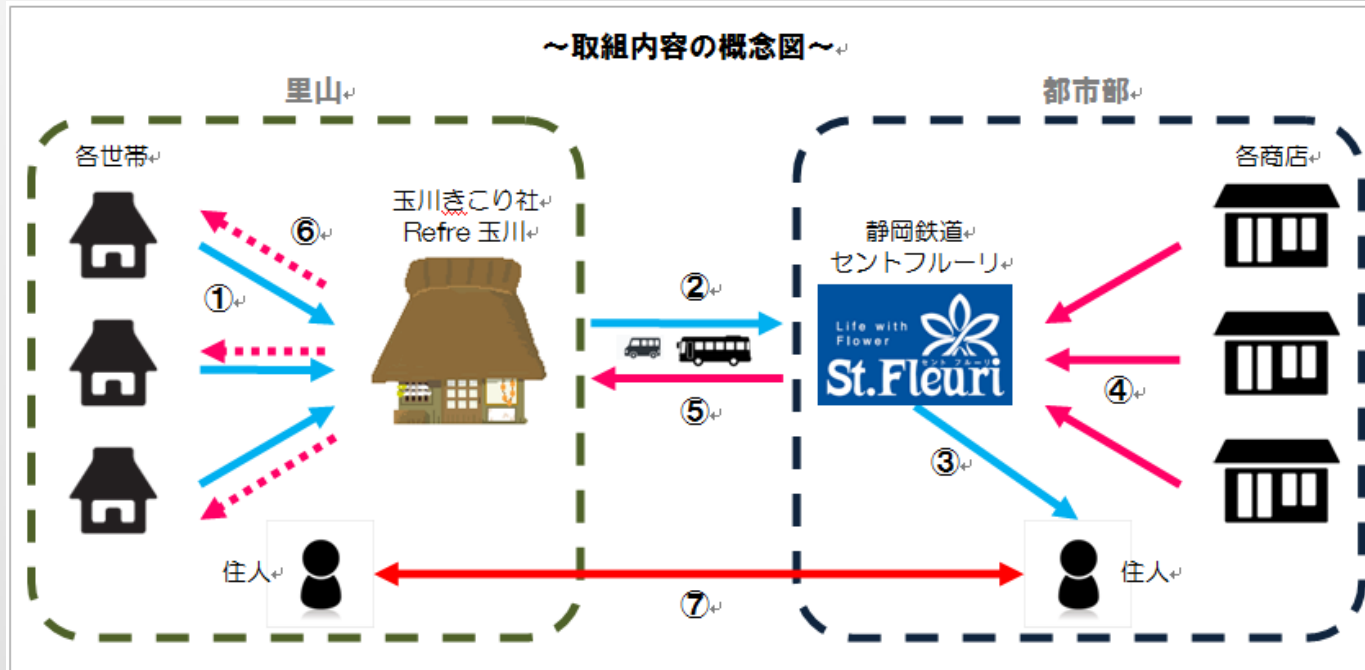 ～取組内容の概念図～
里山
都市部
各世帯
各商店
玉川きこり社
Refre 玉川
静岡鉄道
セントフルーリ
⑥
①
②
Life with
Flower
セント フルーリ
St.Fleuri
⑤
④
③
住人
住人
⑦